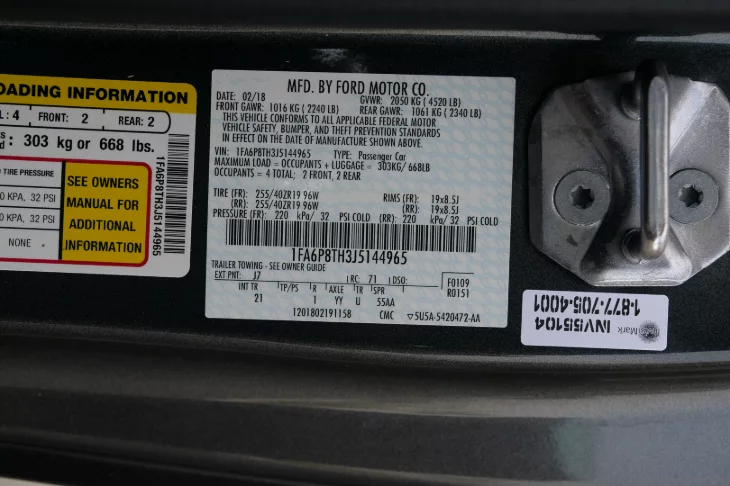 OADING INFORMATION
L: 4 FRONT: 2 REAR: 2
303 kg or 668 lbs.
TIRE PRESSURE
0 KPA, 32 PSI
0 KPA, 32 PSI
NONE
SEE OWNERS
MANUAL FOR
ADDITIONAL
INFORMATION
1FA6P8TH3J5144965
MFD. BY FORD MOTOR CO.
DATE: 02/18 GVWR: 2050 KG (4520 LB)
FRONT GAWR: 1016 KG (2240 LB) REAR GAWR: 1061 KG (2340 LB)
THIS VEHICLE CONFORMS TO ALL APPLICABLE FEDERAL MOTOR
VEHICLE SAFETY, BUMPER, AND THEFT PREVENTION STANDARDS
IN EFFECT ON THE DATE OF MANUFACTURE SHOWN ABOVE.
VIN: 1FA6P8TH3J5144965 TYPE: Passenger Car
MAXIMUM LOAD = OCCUPANTS + LUGGAGE = 303KG/ 668LB
OCCUPANTS = 4 TOTAL; 2 FRONT, 2 REAR
TIRE (FR): 255/40ZR19 96W RIMS (FR): 19x8.5J
(RR): 255/40ZR19 96W (RR): 19x8.5J
PRESSURE (FR): 220 kPa/ 32 PSI COLD (RR): 220 kPa/ 32 PSI COLD
1FA6P8TH3J5144965
TRAILER TOWING - SEE OWNER GUIDE
EXT PNT: J7 RC: 71 DSO: F0109
R0151
INT TR TP/PS R AXLE TR SPR
21 1 YY U 55AA
1201802191158 CMC ▽5U5A-5420472-AA
Mark
INV/5I5104
1-877-705-4001